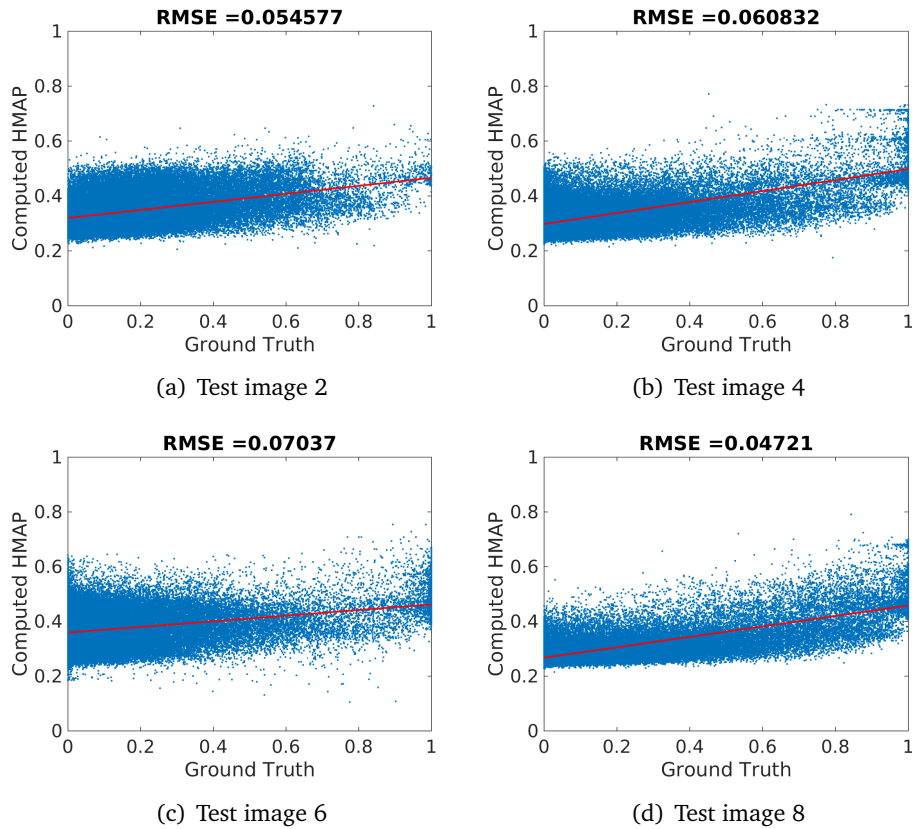 RMSE =0.054577
Computed HMAP
1
0.8
0.6
0.4
0.2
0
0 0.2 0.4 0.6 0.8 1
Ground Truth
(a) Test image 2
RMSE =0.060832
Computed HMAP
1
0.8
0.6
0.4
0.2
0
0 0.2 0.4 0.6 0.8 1
Ground Truth
(b) Test image 4
RMSE =0.07037
Computed HMAP
1
0.8
0.6
0.4
0.2
0
0 0.2 0.4 0.6 0.8 1
Ground Truth
(c) Test image 6
RMSE =0.04721
Computed HMAP
1
0.8
0.6
0.4
0.2
0
0 0.2 0.4 0.6 0.8 1
Ground Truth
(d) Test image 8